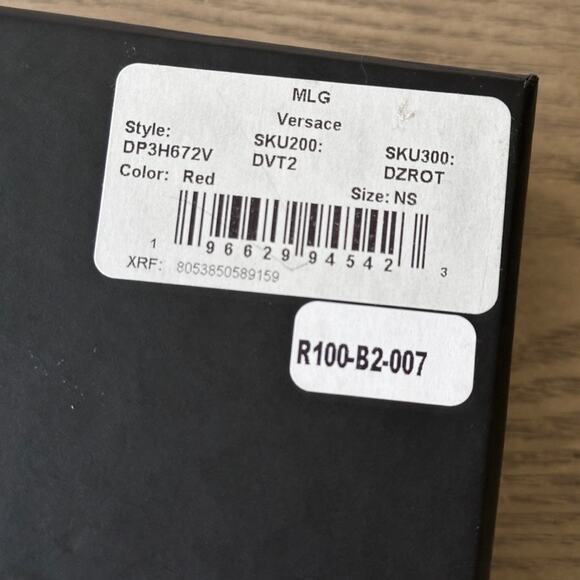 MLG
Versace
Style: SKU200: SKU300:
DP3H672V DVT2 DZROT
Color: Red Size: NS
1 96629 94542 3
XRF: 8053850589159
R100-B2-007